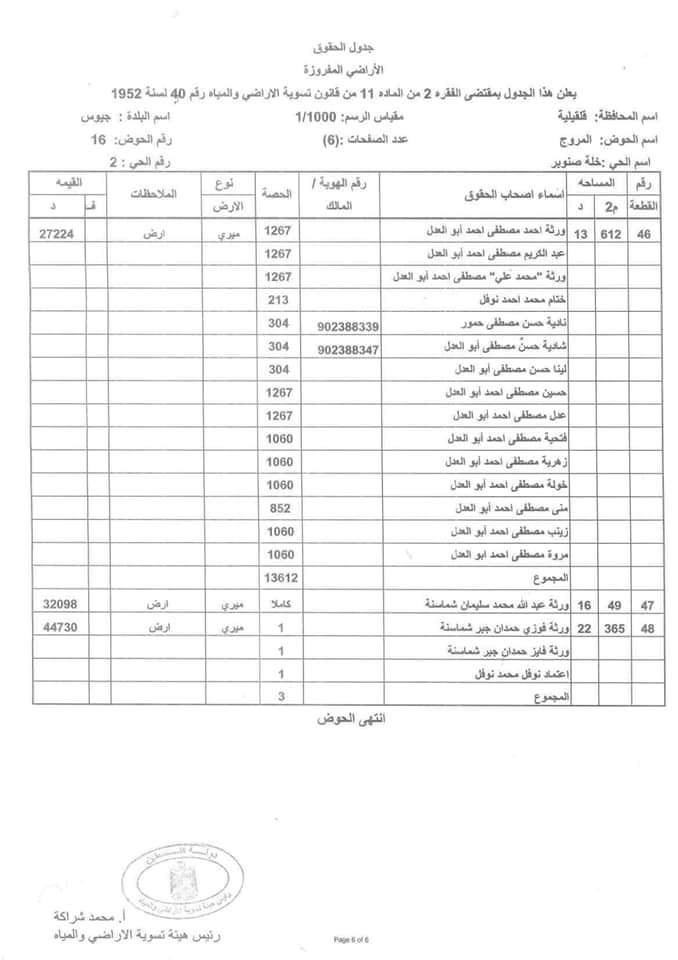 جدول الحقوق
الأراضي المفروزة
يعلن هذا الجدول بمقتضى الفقره 2 من الماده 11 من قانون تسوية الاراضي والمياه رقم 40 لسنة 1952
اسم المحافظة: قلقيلية مقياس الرسم: 1/1000 اسم البلدة : جيوس
اسم الحوض: المروج عدد الصفحات :(6) رقم الحوض: 16
اسم الحي :خلة صنوبر رقم الحي : 2
رقم القطعة المساحه م2 د اسماء اصحاب الحقوق رقم الهوية / المالك الحصة نوع الارض الملاحظات القيمه ف د
46 612 13 ورثة احمد مصطفى احمد أبو العدل 1267 ميري ارض 27224
عبد الكريم مصطفى احمد أبو العدل 1267
ورثة "محمد علي" مصطفى احمد أبو العدل 1267
ختام محمد احمد نوفل 213
نادية حسن مصطفى حمور 902388339 304
شادية حسن مصطفى أبو العدل 902388347 304
لينا حسن مصطفى ابو العدل 304
حسين مصطفى احمد أبو العدل 1267
عدل مصطفى احمد أبو العدل 1267
فتحية مصطفى احمد أبو العدل 1060
زهرية مصطفى احمد أبو العدل 1060
خولة مصطفى احمد أبو العدل 1060
منى مصطفى احمد أبو العدل 852
زينب مصطفى احمد أبو العدل 1060
مروة مصطفى احمد ابو العدل 1060
المجموع 13612
47 49 16 ورثة عبد الله محمد سليمان شماسنة كاملا ميري ارض 32098
48 365 22 ورثة فوزي حمدان جبر شماسنة 1 ميري ارض 44730
ورثة فايز حمدان جبر شماسنة 1
اعتماد نوفل محمد نوفل 1
المجموع 3
انتهى الحوض
دولة فلسطين
هيئة تسوية الاراضي والمياه
أ. محمد شراكة
رئيس هيئة تسوية الاراضي والمياه
Page 6 of 6